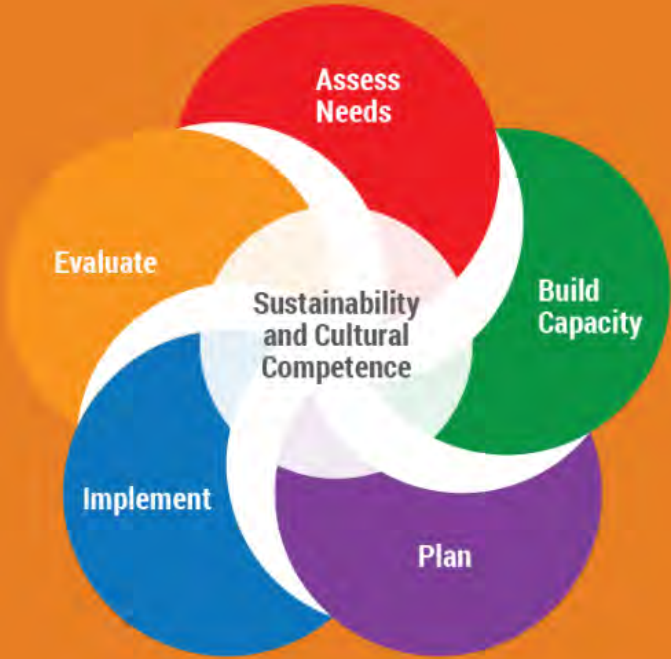 Assess
Needs
Build
Capacity
Plan
Implement
Evaluate
Sustainability
and Cultural
Competence